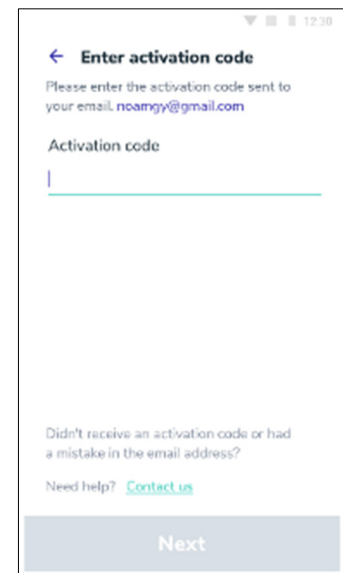 12:30
← Enter activation code
Please enter the activation code sent to
your email. noamgy@gmail.com
Activation code
Didn't receive an activation code or had
a mistake in the email address?
Need help? Contact us
Next